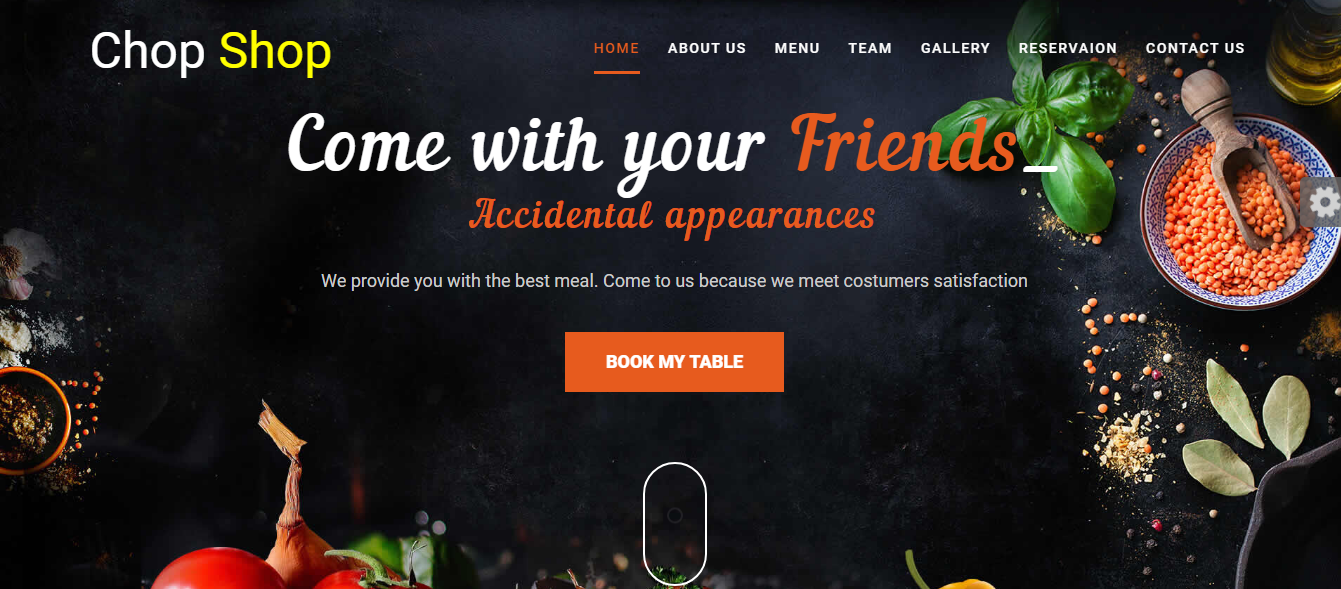 Chop Shop
HOME ABOUT US MENU TEAM GALLERY RESERVAION CONTACT US
Come with your Friends_
Accidental appearances
We provide you with the best meal. Come to us because we meet costumers satisfaction
BOOK MY TABLE